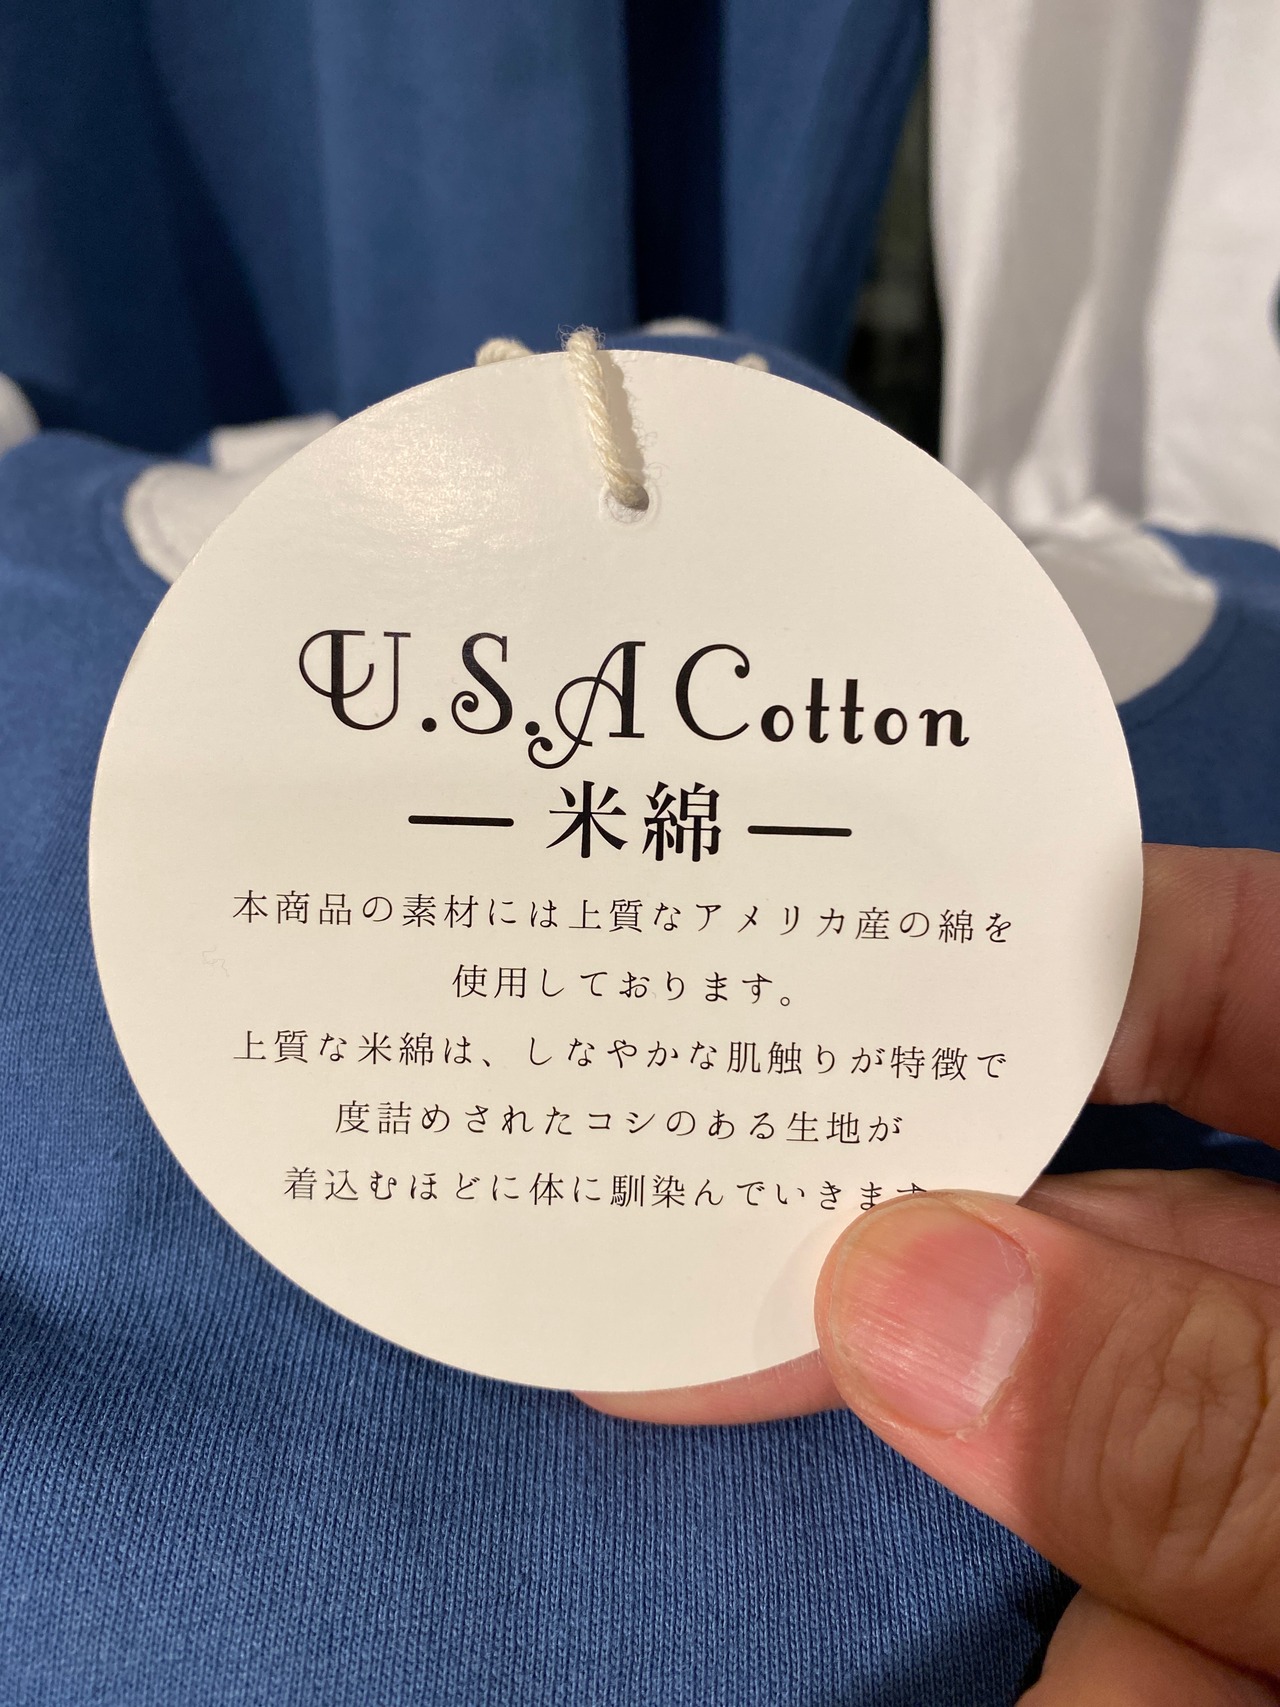 U.S.A Cotton
― 米綿 ―
本商品の素材には上質なアメリカ産の綿を
使用しております。
上質な米綿は、しなやかな肌触りが特徴で
度詰めされたコシのある生地が
着込むほどに体に馴染んでいきます